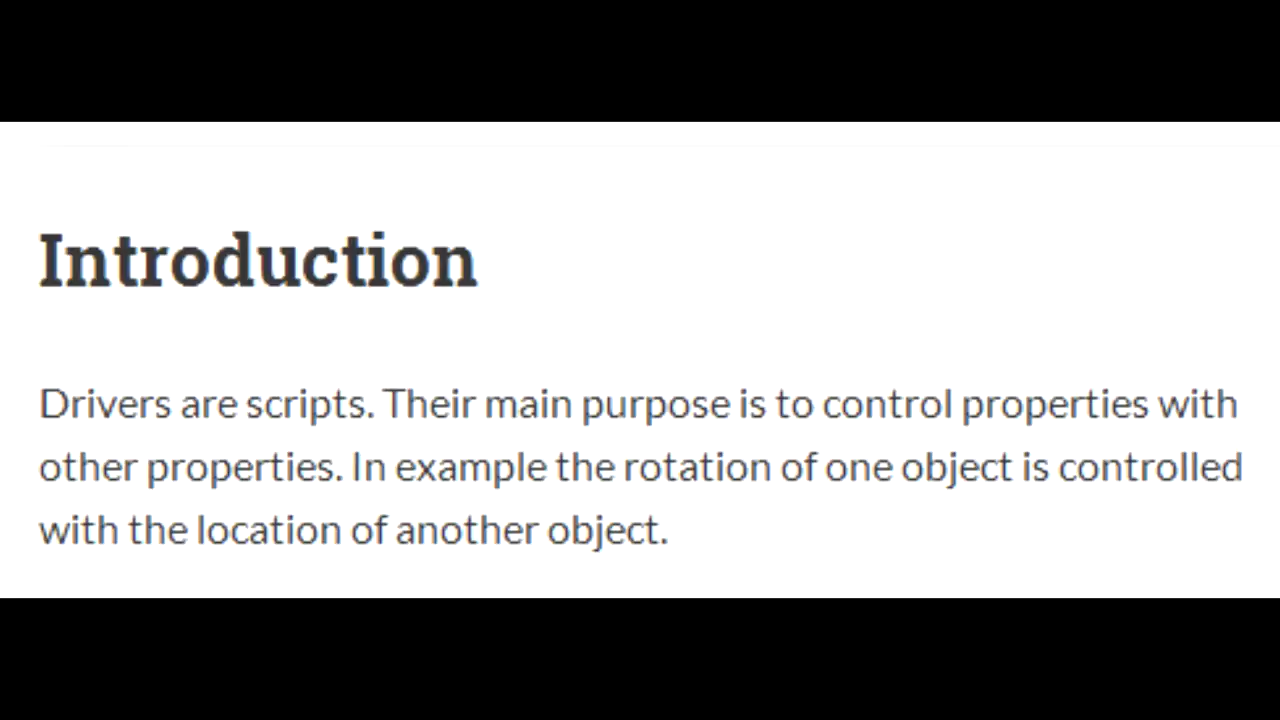 Introduction
Drivers are scripts. Their main purpose is to control properties with
other properties. In example the rotation of one object is controlled
with the location of another object.